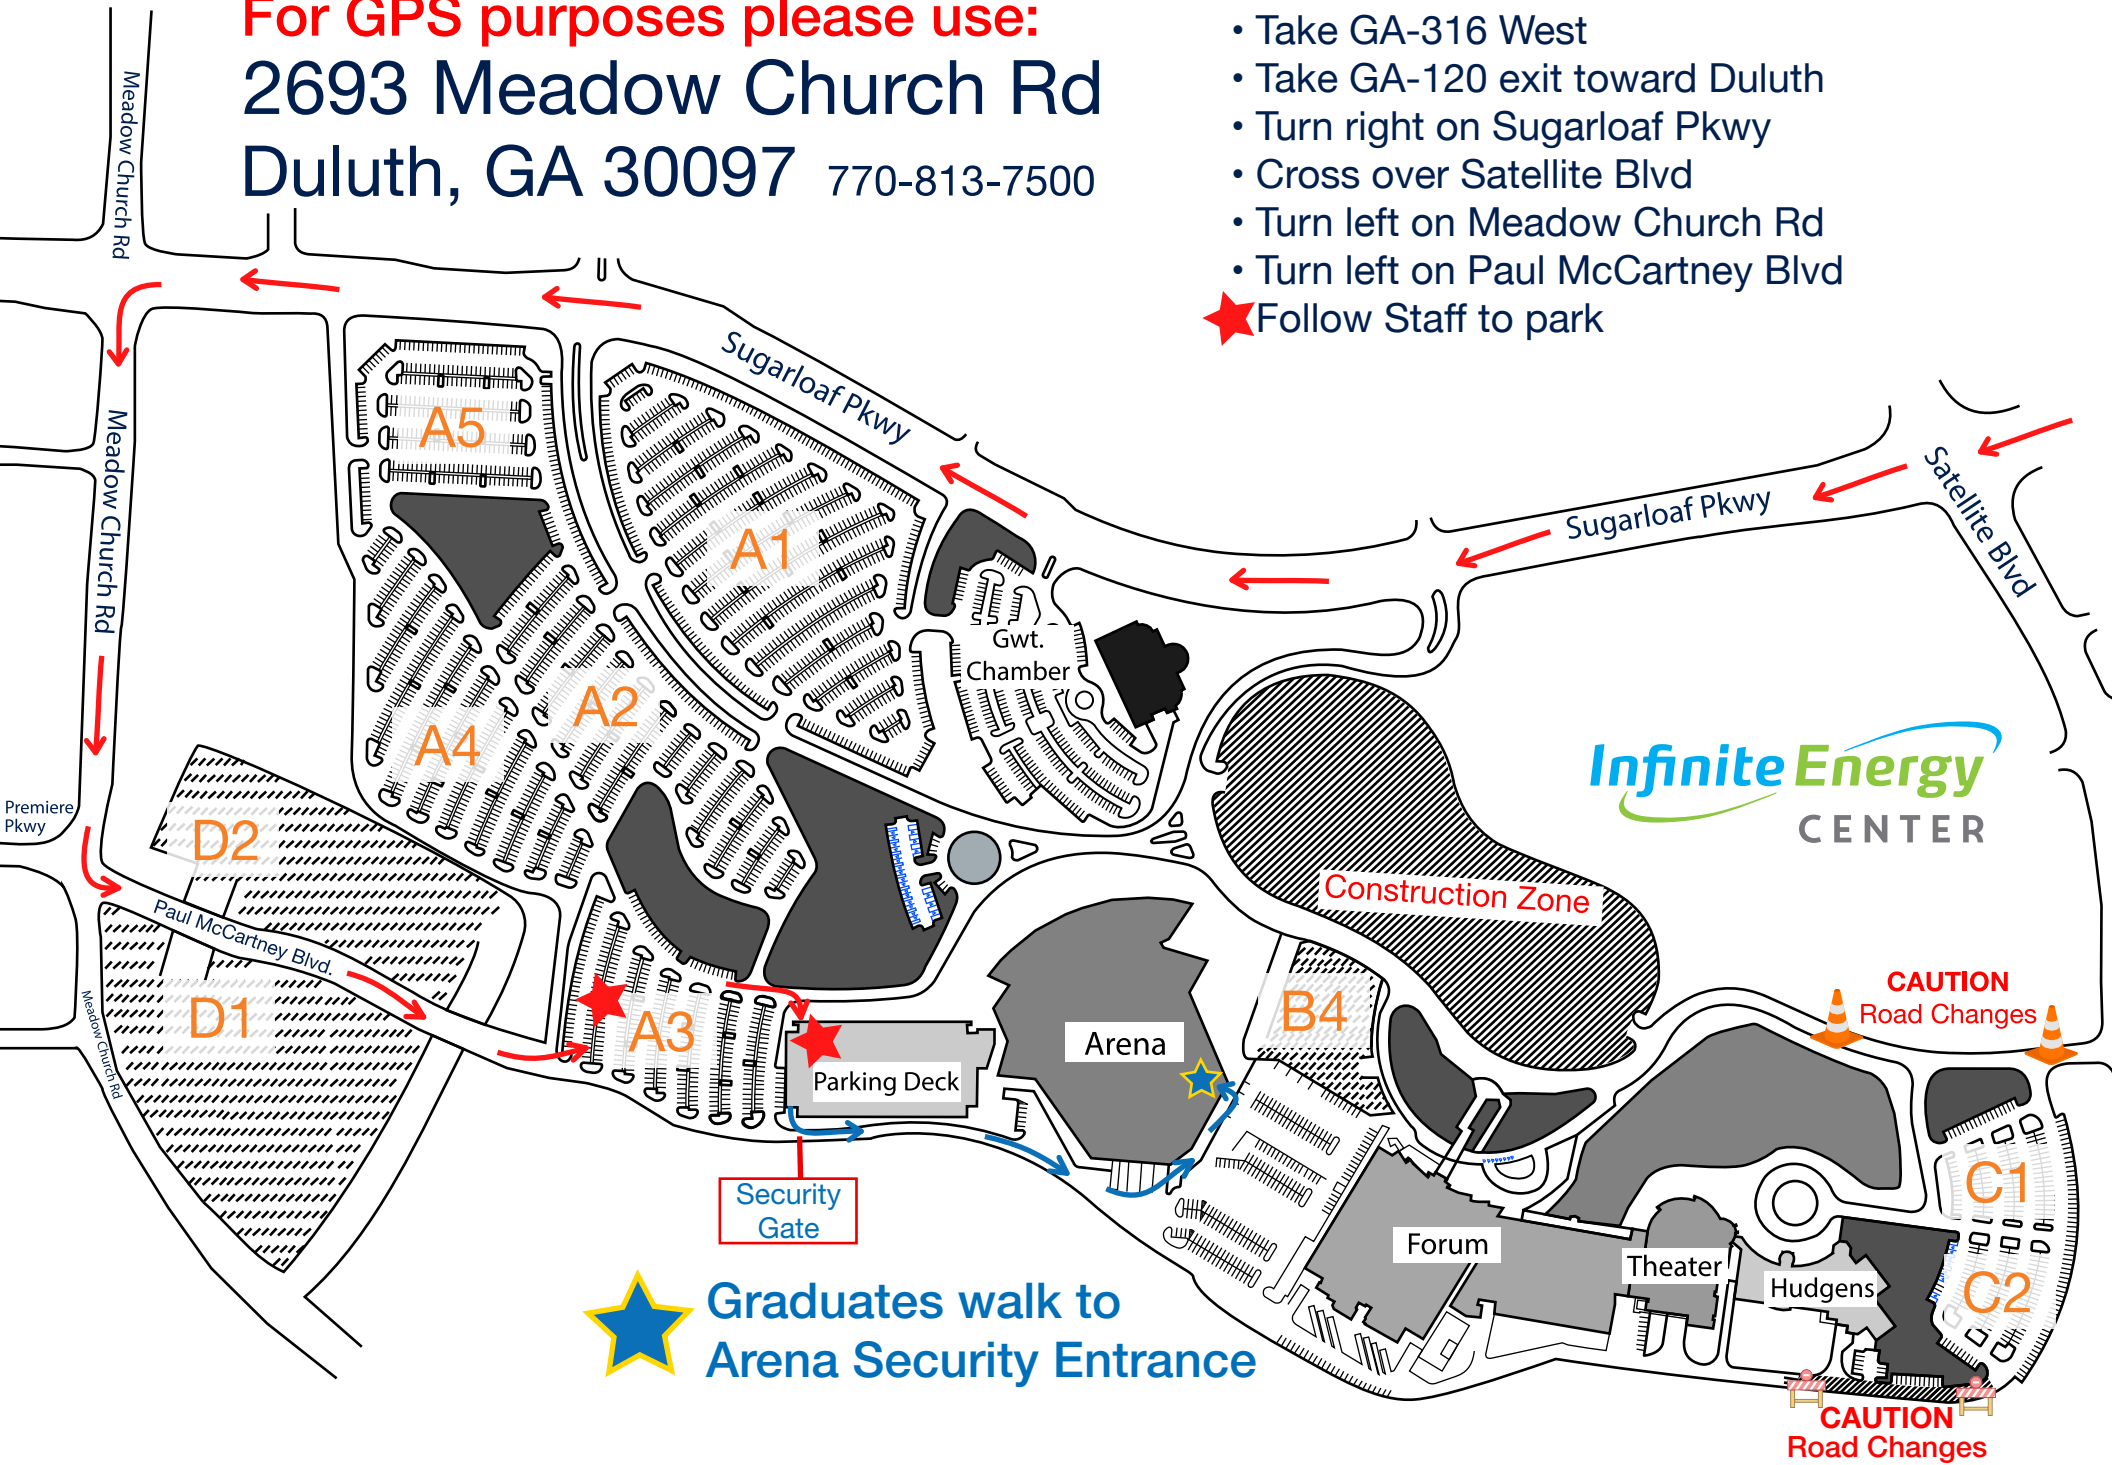 For GPS purposes please use:
2693 Meadow Church Rd
Duluth, GA 30097 770-813-7500
• Take GA-316 West
• Take GA-120 exit toward Duluth
• Turn right on Sugarloaf Pkwy
• Cross over Satellite Blvd
• Turn left on Meadow Church Rd
• Turn left on Paul McCartney Blvd
Follow Staff to park
Meadow Church Rd
Sugarloaf Pkwy
Sugarloaf Pkwy
Satellite Blvd
Meadow Church Rd
A5
A1
A2
A4
Gwt.
Chamber
Infinite Energy
CENTER
Premiere
Pkwy
D2
Paul McCartney Blvd.
D1
Meadow Church Rd
A3
Parking Deck
Arena
B4
Construction Zone
CAUTION
Road Changes
C1
C2
Security
Gate
Forum
Theater
Hudgens
Graduates walk to
Arena Security Entrance
CAUTION
Road Changes